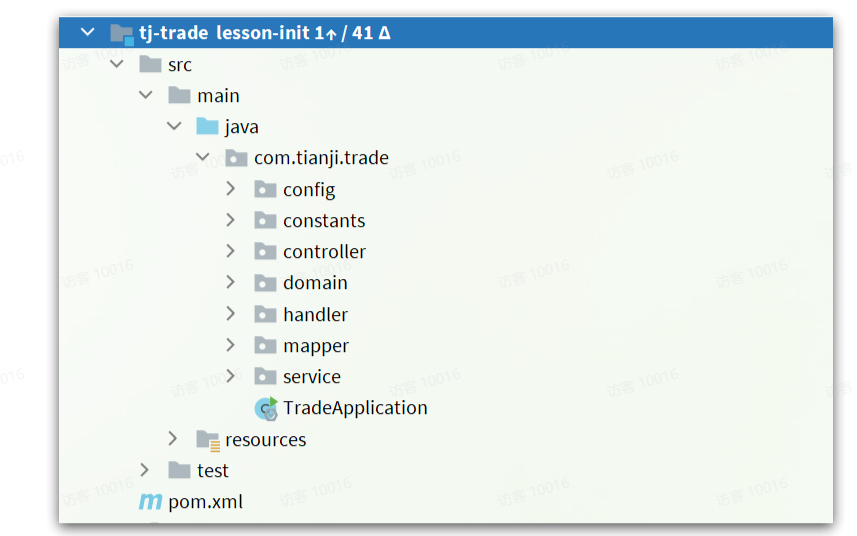 tj-trade lesson-init 1↑ / 41 Δ
src
main
java
com.tianji.trade
config
constants
controller
domain
handler
mapper
service
TradeApplication
resources
test
pom.xml
访客 10016